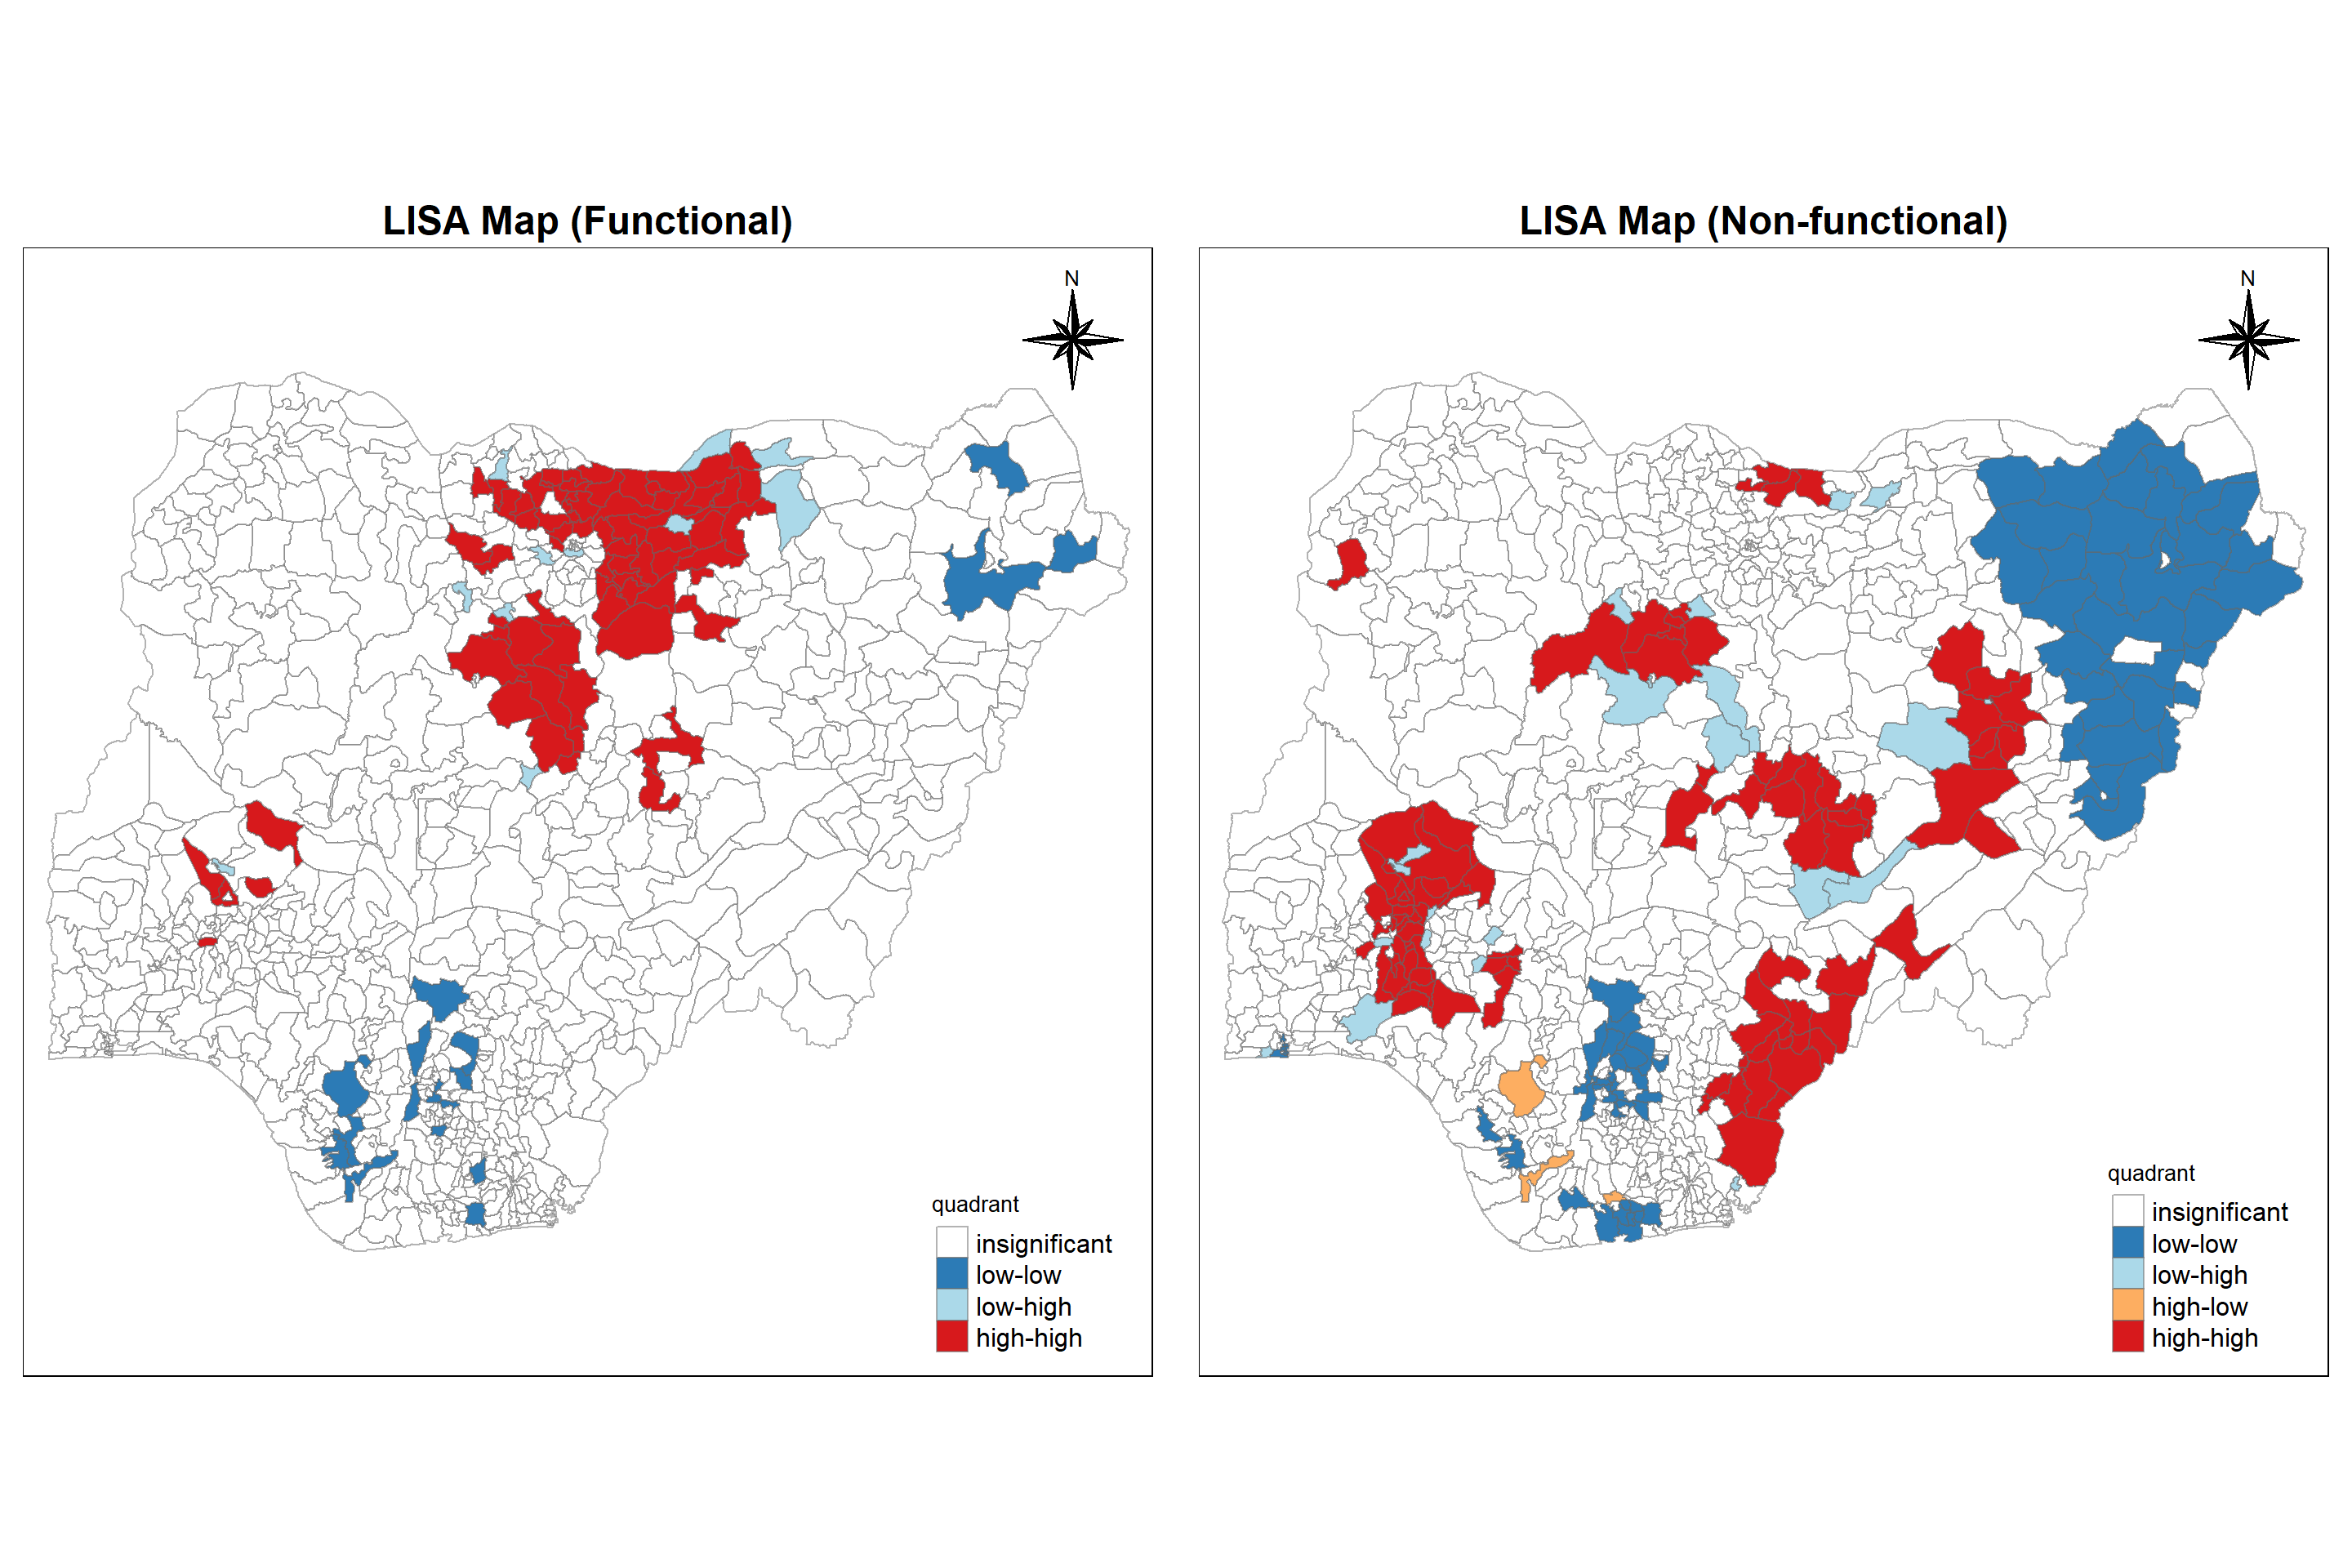 LISA Map (Functional)
N
quadrant
insignificant
low-low
low-high
high-high
LISA Map (Non-functional)
N
quadrant
insignificant
low-low
low-high
high-low
high-high